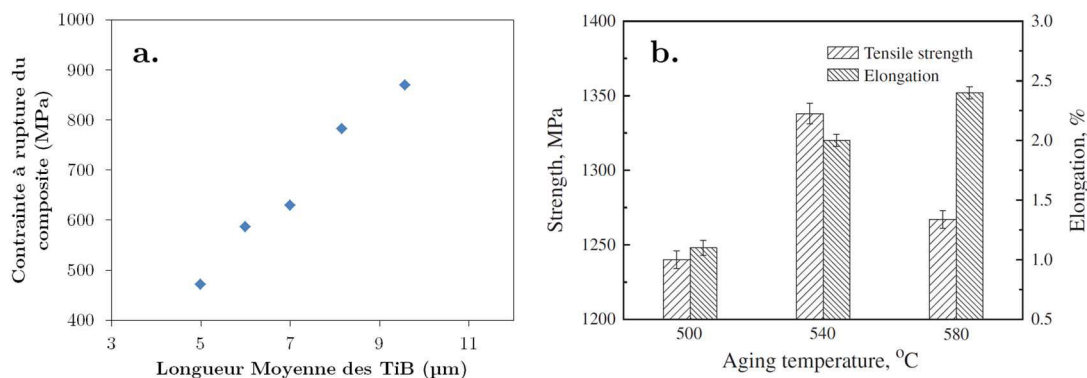 a.
Contrainte à rupture du
composite (MPa)
1000
900
800
700
600
500
400
3 5 7 9 11
Longueur Moyenne des TiB (µm)
b.
Tensile strength
Elongation
Strength, MPa
1400
1350
1300
1250
1200
3.0
2.5
2.0
1.5
1.0
0.5
Elongation, %
500 540 580
Aging temperature, °C